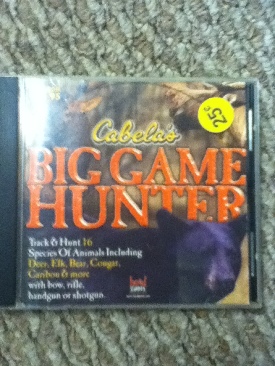 Cabela's
25¢
BIG GAME
HUNTER
Track & Hunt 16
Species Of Animals Including
Deer, Elk, Bear, Cougar,
Caribou & more
with bow, rifle,
handgun or shotgun.